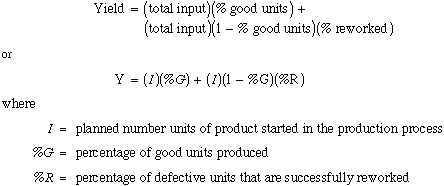 Yield = (total input)(% good units) +
(total input)(1 – % good units)(% reworked)
or
Y = (I)(%G) + (I)(1 – %G)(%R)
where
I = planned number units of product started in the production process
%G = percentage of good units produced
%R = percentage of defective units that are successfully reworked